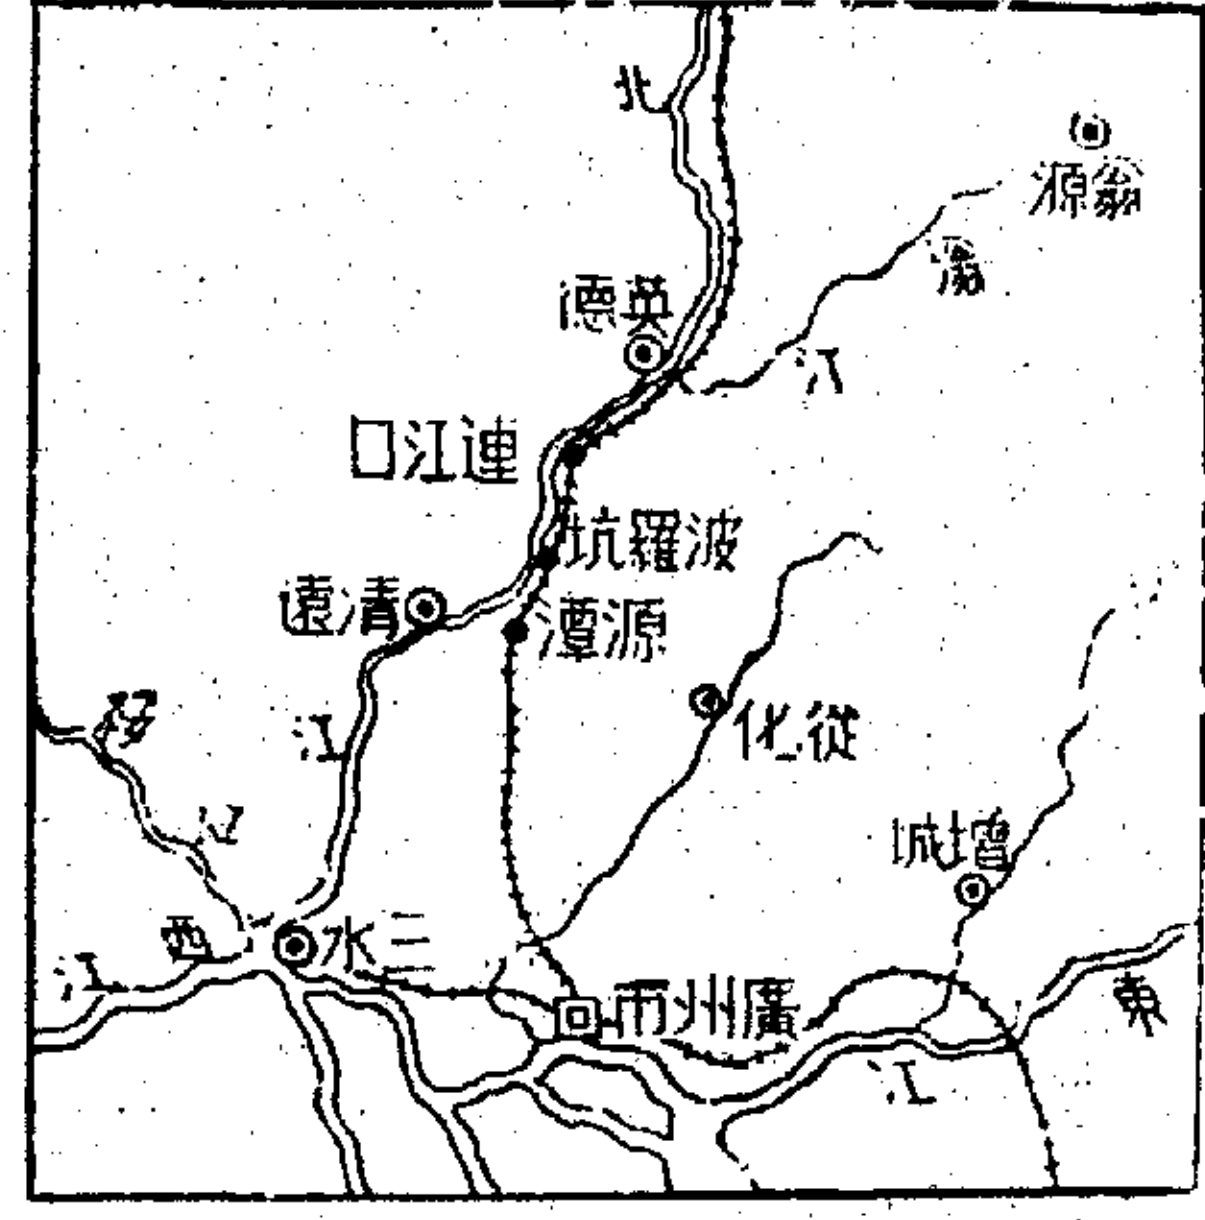 北
翁源
滃
英德
江
連江口
波羅坑
清遠
源潭
江
從化
江
增城
西
三水
江
廣州市
東
江